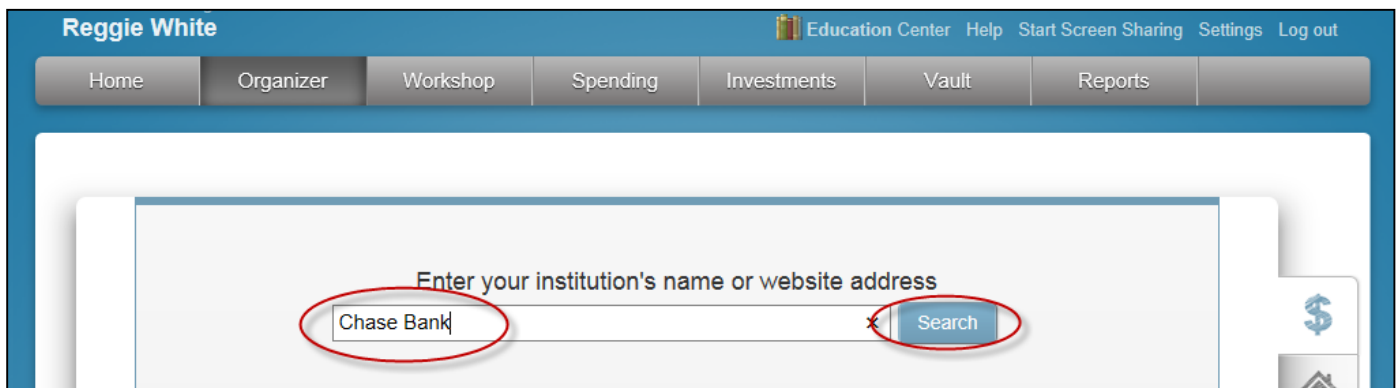 Reggie White
Education Center Help Start Screen Sharing Settings Log out
Home Organizer Workshop Spending Investments Vault Reports
Enter your institution's name or website address
Chase Bank × Search
$